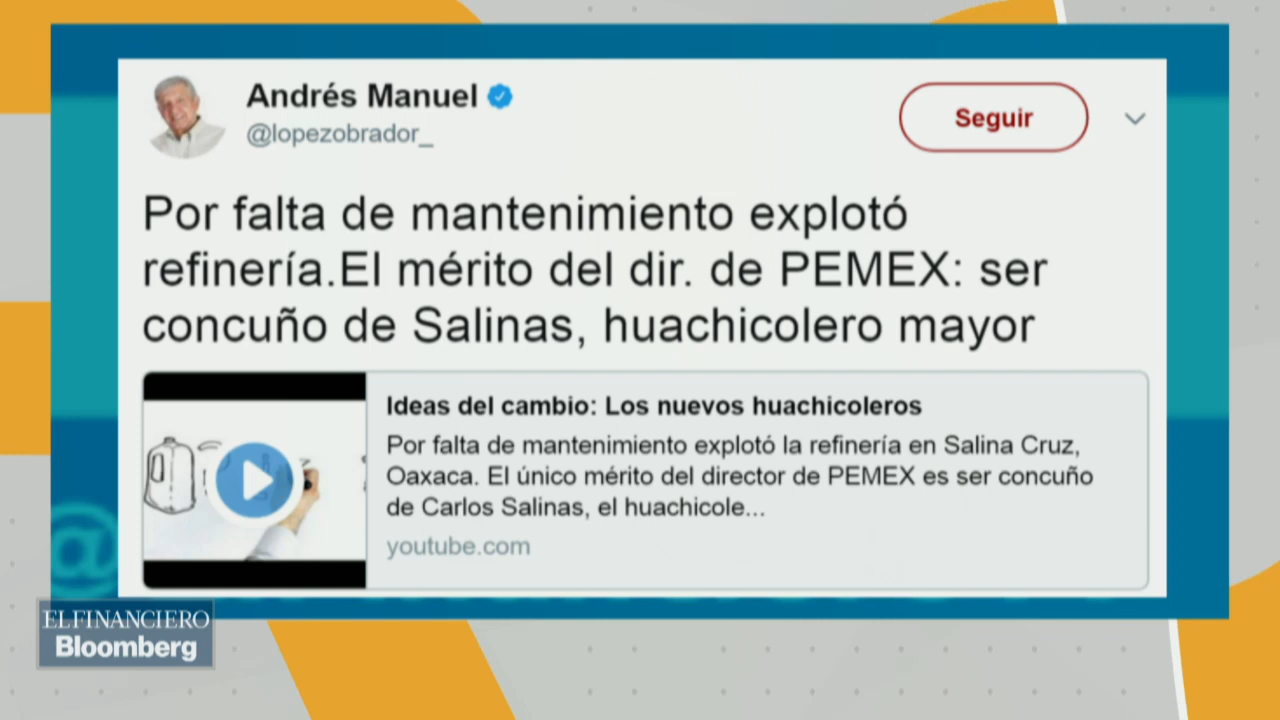 Andrés Manuel
@lopezobrador_
Seguir
Por falta de mantenimiento explotó
refinería.El mérito del dir. de PEMEX: ser
concuño de Salinas, huachicolero mayor
Ideas del cambio: Los nuevos huachicoleros
Por falta de mantenimiento explotó la refinería en Salina Cruz,
Oaxaca. El único mérito del director de PEMEX es ser concuño
de Carlos Salinas, el huachicole...
youtube.com
@
EL FINANCIERO
Bloomberg